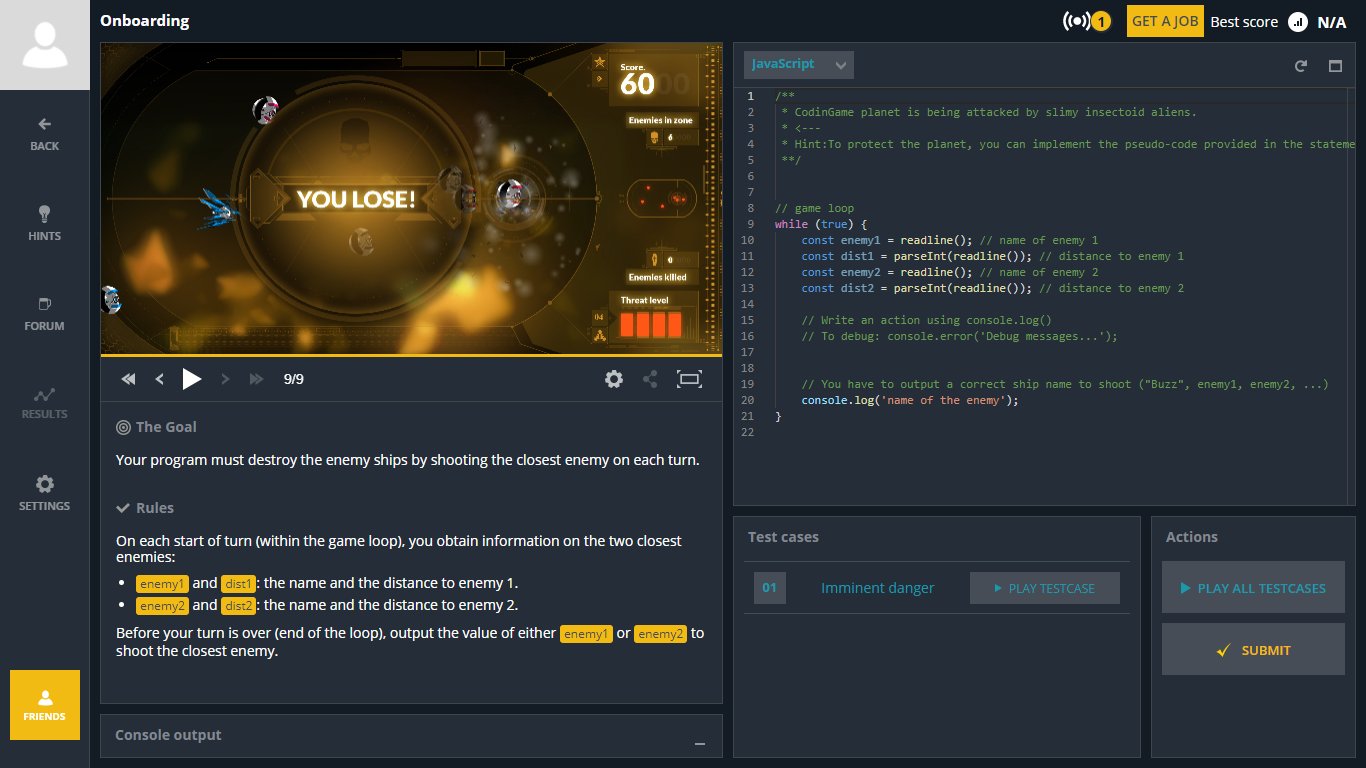 Onboarding
1
GET A JOB
Best score
N/A
BACK
HINTS
FORUM
RESULTS
SETTINGS
FRIENDS
Score
60
Enemies in zone
6
YOU LOSE!
0
Enemies killed
Threat level
9/9
The Goal
Your program must destroy the enemy ships by shooting the closest enemy on each turn.
Rules
On each start of turn (within the game loop), you obtain information on the two closest
enemies:
• enemy1 and dist1: the name and the distance to enemy 1.
• enemy2 and dist2: the name and the distance to enemy 2.
Before your turn is over (end of the loop), output the value of either enemy1 or enemy2 to
shoot the closest enemy.
Console output
JavaScript
1 /**
2  * CodinGame planet is being attacked by slimy insectoid aliens.
3  * <---
4  * Hint:To protect the planet, you can implement the pseudo-code provided in the stateme
5  **/
6
7
8 // game loop
9 while (true) {
10     const enemy1 = readline(); // name of enemy 1
11     const dist1 = parseInt(readline()); // distance to enemy 1
12     const enemy2 = readline(); // name of enemy 2
13     const dist2 = parseInt(readline()); // distance to enemy 2
14
15     // Write an action using console.log()
16     // To debug: console.error('Debug messages...');
17
18
19     // You have to output a correct ship name to shoot ("Buzz", enemy1, enemy2, ...)
20     console.log('name of the enemy');
21 }
22
Test cases
01 Imminent danger PLAY TESTCASE
Actions
PLAY ALL TESTCASES
SUBMIT